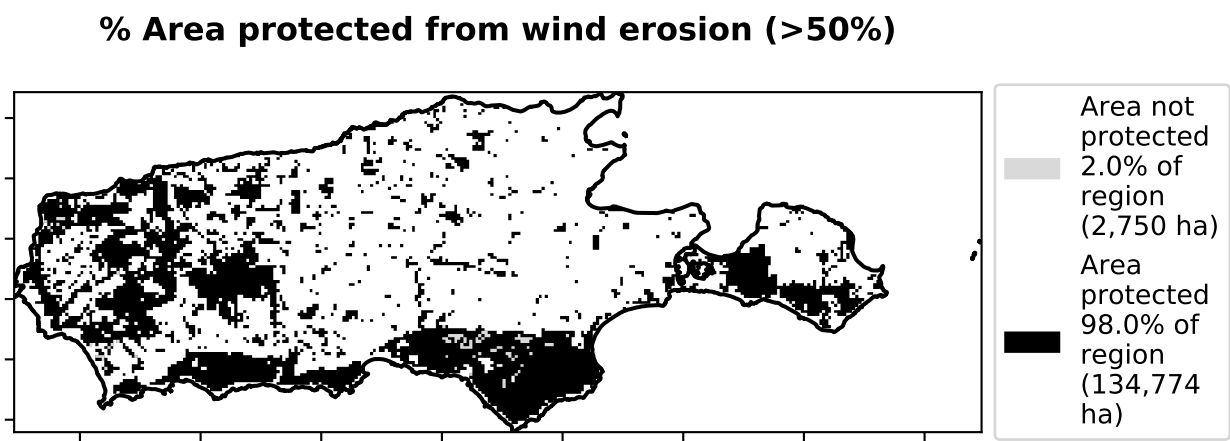 % Area protected from wind erosion (>50%)
Area not
protected
2.0% of
region
(2,750 ha)
Area
protected
98.0% of
region
(134,774
ha)